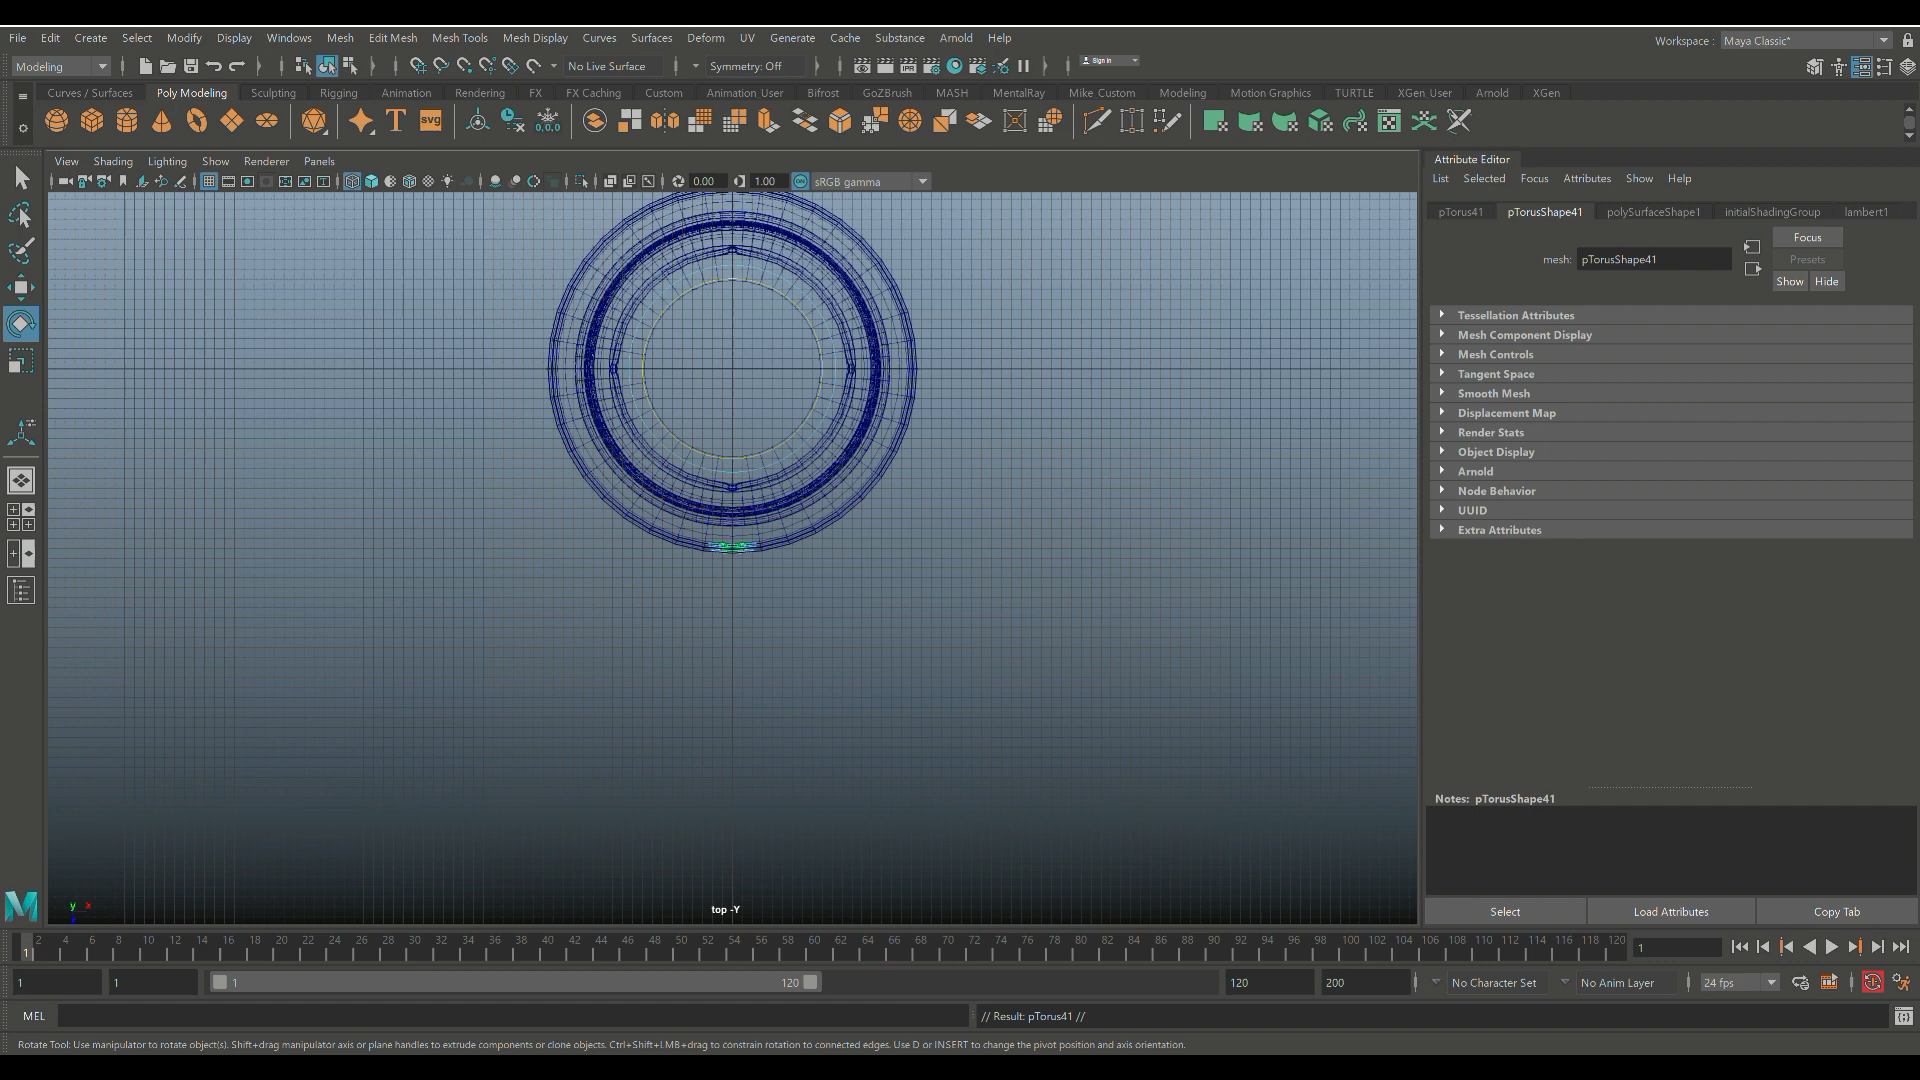 File Edit Create Select Modify Display Windows Mesh Edit Mesh Mesh Tools Mesh Display Curves Surfaces Deform UV Generate Cache Substance Arnold Help
Workspace : Maya Classic*
Modeling No Live Surface Symmetry: Off Sign in
Curves / Surfaces Poly Modeling Sculpting Rigging Animation Rendering FX FX Caching Custom Animation_User Bifrost GoZBrush MASH MentalRay Mike_Custom Modeling Motion Graphics TURTLE XGen_User Arnold XGen
T svg 0,0,0
View Shading Lighting Show Renderer Panels
0.00 1.00 ON sRGB gamma
Attribute Editor
List Selected Focus Attributes Show Help
pTorus41 pTorusShape41 polySurfaceShape1 initialShadingGroup lambert1
Focus
mesh: pTorusShape41 Presets
Show Hide
Tessellation Attributes
Mesh Component Display
Mesh Controls
Tangent Space
Smooth Mesh
Displacement Map
Render Stats
Object Display
Arnold
Node Behavior
UUID
Extra Attributes
Notes: pTorusShape41
y x
top -Y
Select Load Attributes Copy Tab
1 2 4 6 8 10 12 14 16 18 20 22 24 26 28 30 32 34 36 38 40 42 44 46 48 50 52 54 56 58 60 62 64 66 68 70 72 74 76 78 80 82 84 86 88 90 92 94 96 98 100 102 104 106 108 110 112 114 116 118 120 1
1 1 1 120 120 200 No Character Set No Anim Layer 24 fps
MEL // Result: pTorus41 //
Rotate Tool: Use manipulator to rotate object(s). Shift+drag manipulator axis or plane handles to extrude components or clone objects. Ctrl+Shift+LMB+drag to constrain rotation to connected edges. Use D or INSERT to change the pivot position and axis orientation.